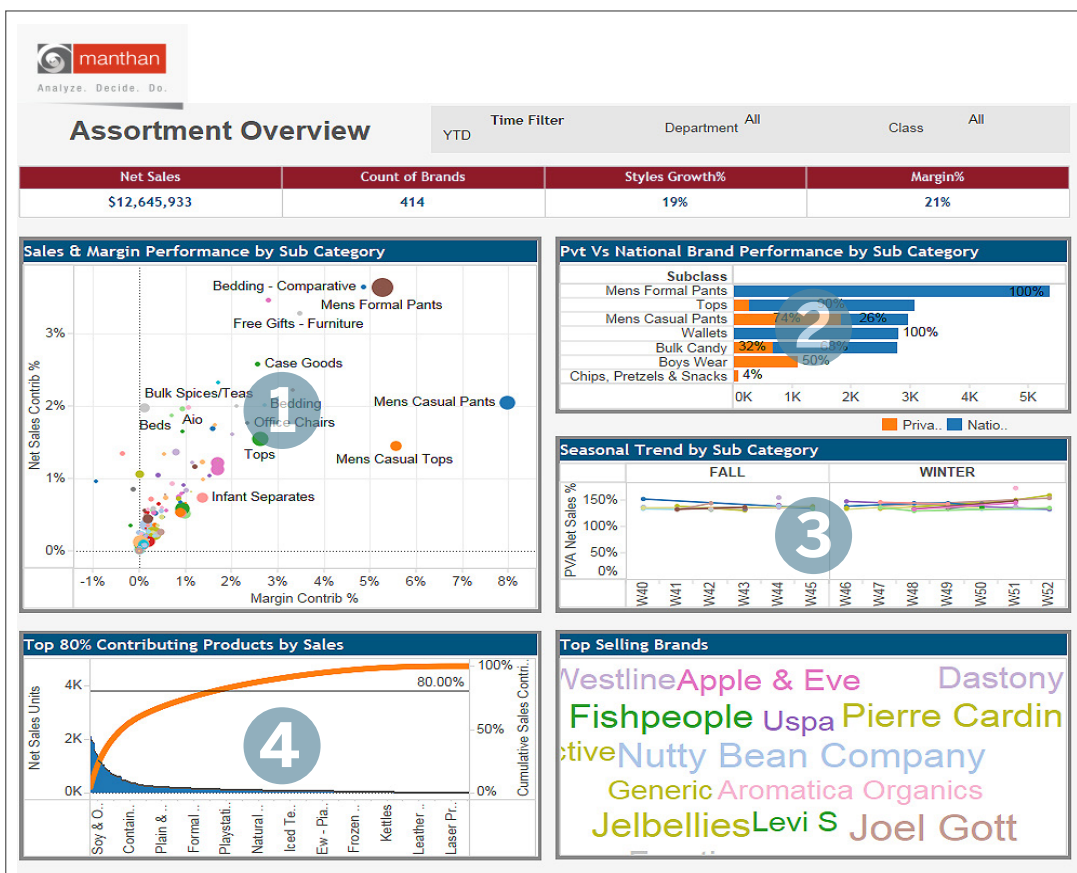 manthan
Analyze. Decide. Do.
Assortment Overview
Time Filter
YTD
Department
All
Class
All
Net Sales
Count of Brands
Styles Growth%
Margin%
$12,645,933
414
19%
21%
Sales & Margin Performance by Sub Category
Net Sales Contrib %
3%
2%
1%
0%
Bedding - Comparative
Mens Formal Pants
Free Gifts - Furniture
Case Goods
Bulk Spices/Teas
Bedding
Mens Casual Pants
Beds
Aio
Office Chairs
Tops
Mens Casual Tops
Infant Separates
1
-1%
0%
1%
2%
3%
4%
5%
6%
7%
8%
Margin Contrib %
Pvt Vs National Brand Performance by Sub Category
Subclass
Mens Formal Pants
100%
Tops
Mens Casual Pants
74%
26%
Wallets
100%
Bulk Candy
32%
Boys Wear
50%
Chips, Pretzels & Snacks
4%
2
0K
1K
2K
3K
4K
5K
Priva..
Natio..
Seasonal Trend by Sub Category
FALL
WINTER
PVA Net Sales %
150%
100%
50%
0%
3
W40
W41
W42
W43
W44
W45
W46
W47
W48
W49
W50
W51
W52
Top 80% Contributing Products by Sales
Net Sales Units
4K
2K
0K
80.00%
100%
50%
0%
Cumulative Sales Contri..
4
Soy & O..
Contain..
Plain & ..
Formal ..
Playstati..
Natural ..
Iced Te..
Ew - Pla..
Frozen ..
Kettles
Leather ..
Laser Pr..
Top Selling Brands
Westline
Apple & Eve
Dastony
Fishpeople
Uspa
Pierre Cardin
ctive
Nutty Bean Company
Generic
Aromatica Organics
Jelbellies
Levi S
Joel Gott